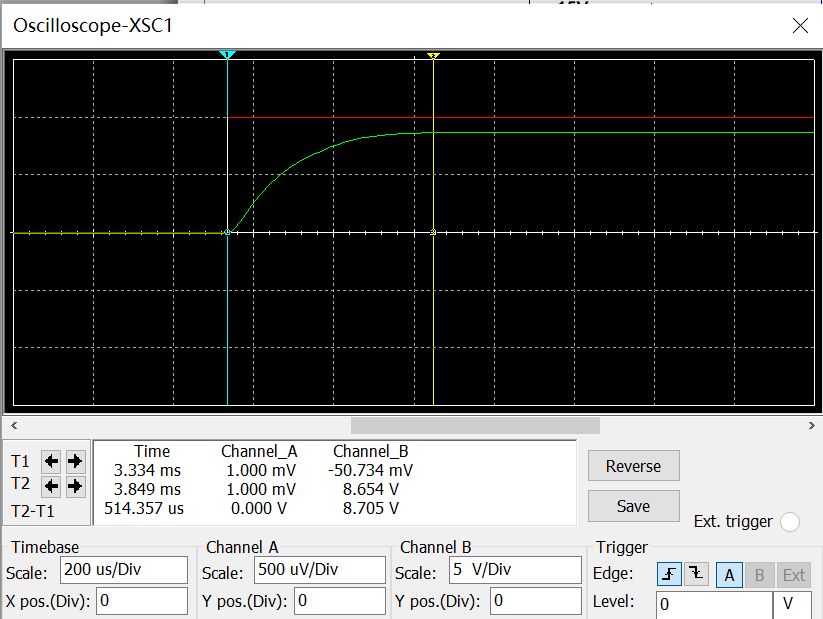 Oscilloscope-XSC1
1
2
T1
T2
T2-T1
Time Channel_A Channel_B
3.334 ms 1.000 mV -50.734 mV
3.849 ms 1.000 mV 8.654 V
514.357 us 0.000 V 8.705 V
Reverse
Save
Ext. trigger
Timebase
Scale: 200 us/Div
X pos.(Div): 0
Channel A
Scale: 500 uV/Div
Y pos.(Div): 0
Channel B
Scale: 5 V/Div
Y pos.(Div): 0
Trigger
Edge: A B Ext
Level: 0 V